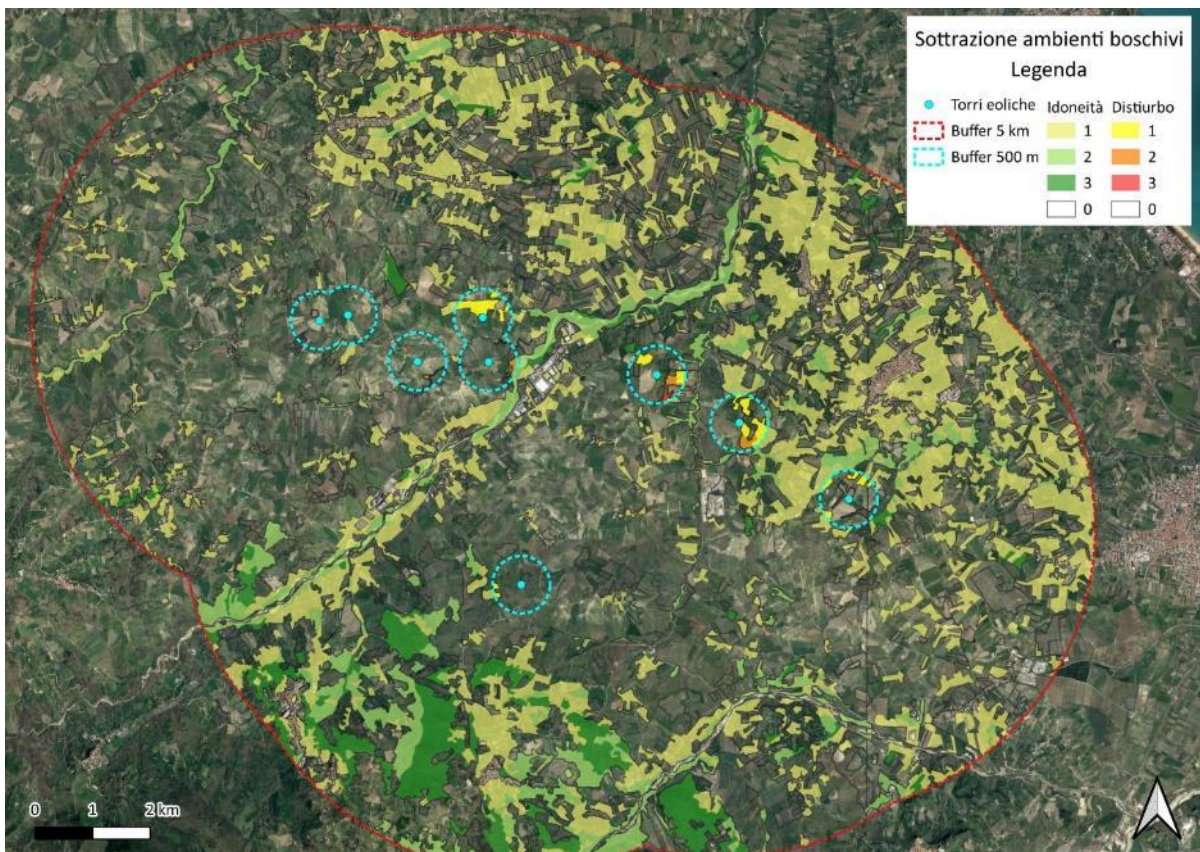 Sottrazione ambienti boschivi
Legenda
Torri eoliche Idoneità Distiurbo
Buffer 5 km 1 1
Buffer 500 m 2 2
3 3
0 0
0 1 2 km